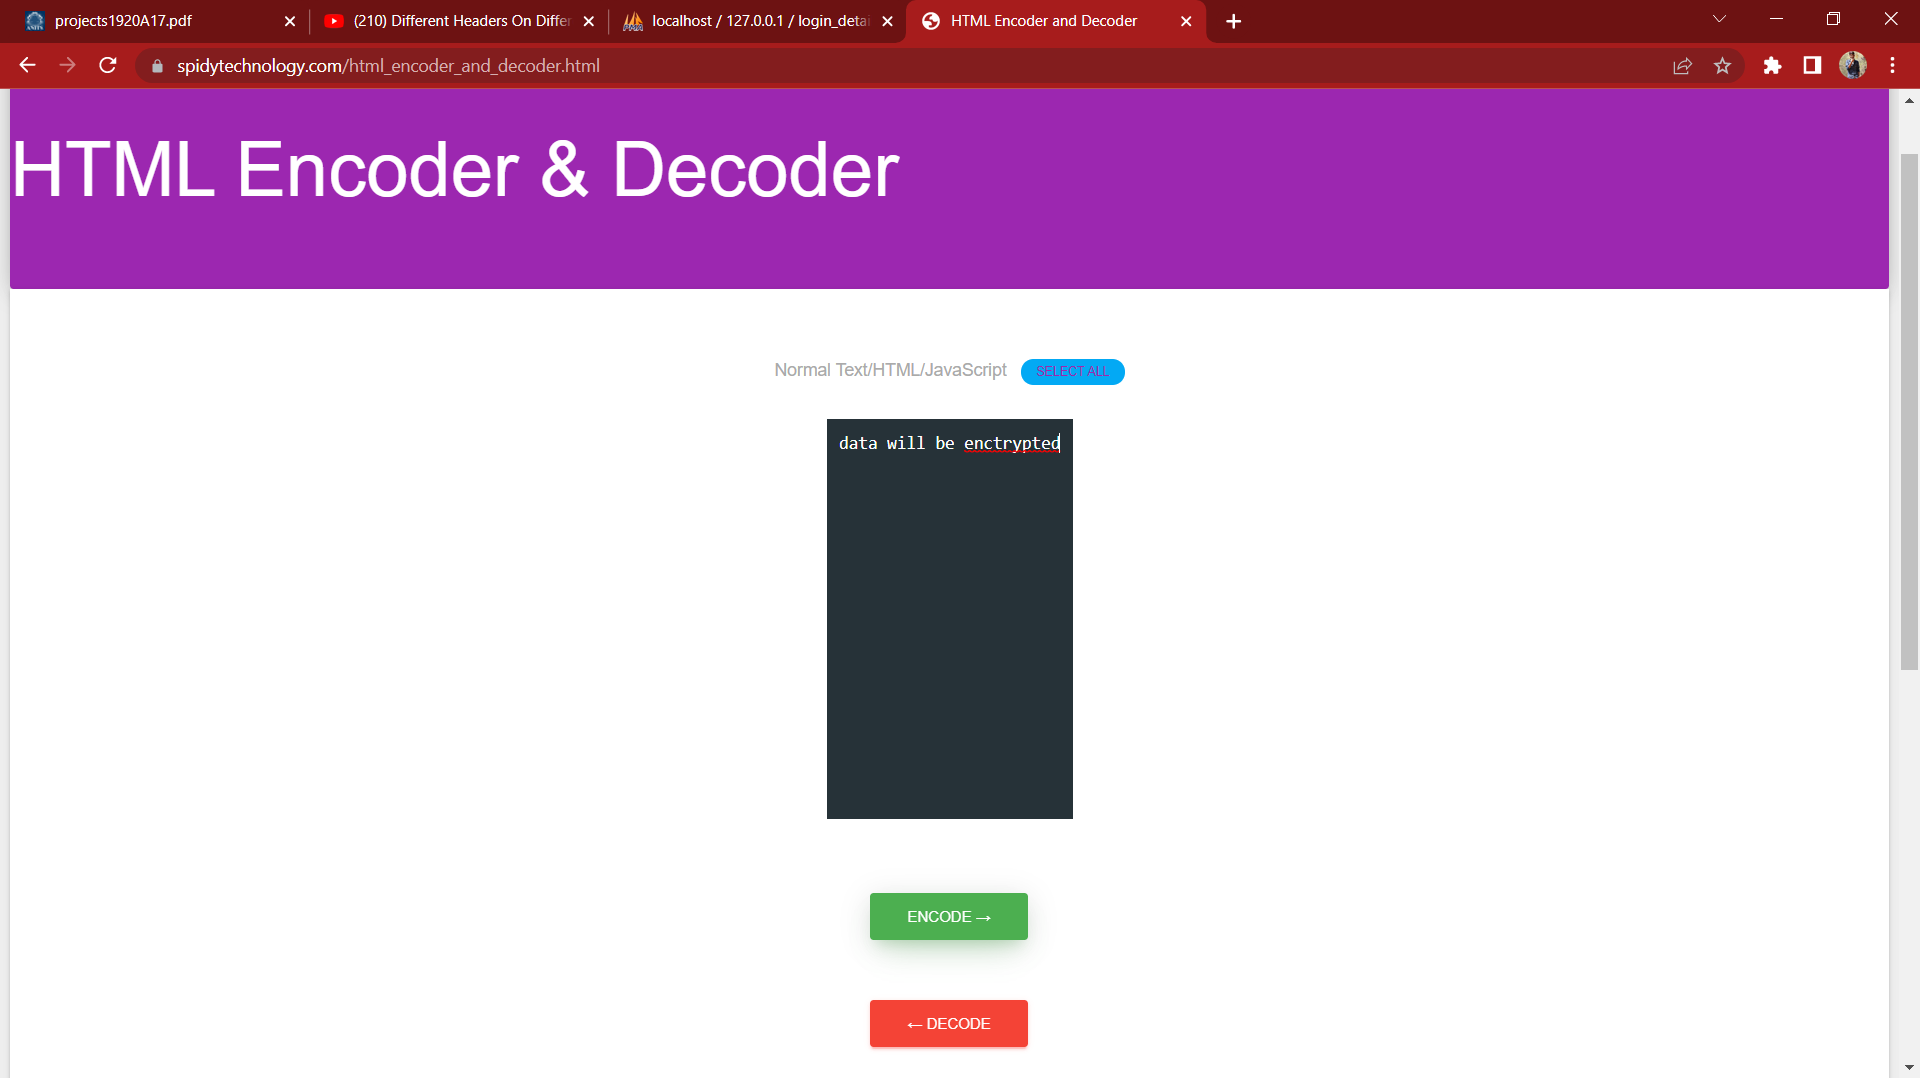 projects1920A17.pdf
(210) Different Headers On Differ
localhost / 127.0.0.1 / login_detai
HTML Encoder and Decoder
spidytechnology.com/html_encoder_and_decoder.html
HTML Encoder & Decoder
Normal Text/HTML/JavaScript SELECT ALL
data will be enctrypted
ENCODE →
← DECODE